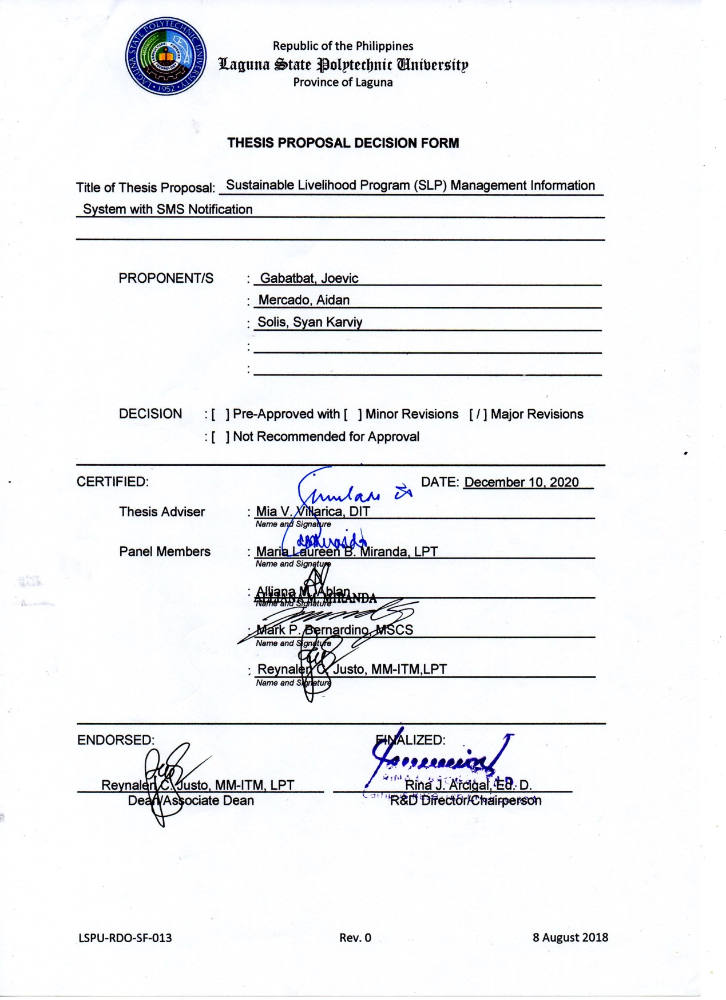 LAGUNA STATE POLYTECHNIC UNIVERSITY
AGRICULTURE FISHERIES
TECHNOLOGY
• 1952 •
Republic of the Philippines
Laguna State Polytechnic University
Province of Laguna
THESIS PROPOSAL DECISION FORM
Title of Thesis Proposal: Sustainable Livelihood Program (SLP) Management Information
System with SMS Notification
PROPONENT/S : Gabatbat, Joevic
: Mercado, Aidan
: Solis, Syan Karviy
:
:
DECISION : [ ] Pre-Approved with [ ] Minor Revisions [ / ] Major Revisions
: [ ] Not Recommended for Approval
CERTIFIED: DATE: December 10, 2020
Thesis Adviser : Mia V. Villarica, DIT
Name and Signature
Panel Members : Maria Laureen B. Miranda, LPT
Name and Signature
: Alliana M. Ablan
ALLIANA M. MIRANDA
Name and Signature
: Mark P. Bernardino, MSCS
Name and Signature
: Reynalen C. Justo, MM-ITM,LPT
Name and Signature
ENDORSED: FINALIZED:
Reynalen C. Justo, MM-ITM, LPT Rina J. Arcigal, Ed. D.
Dean/Associate Dean R&D Director/Chairperson
LSPU-RDO-SF-013 Rev. 0 8 August 2018